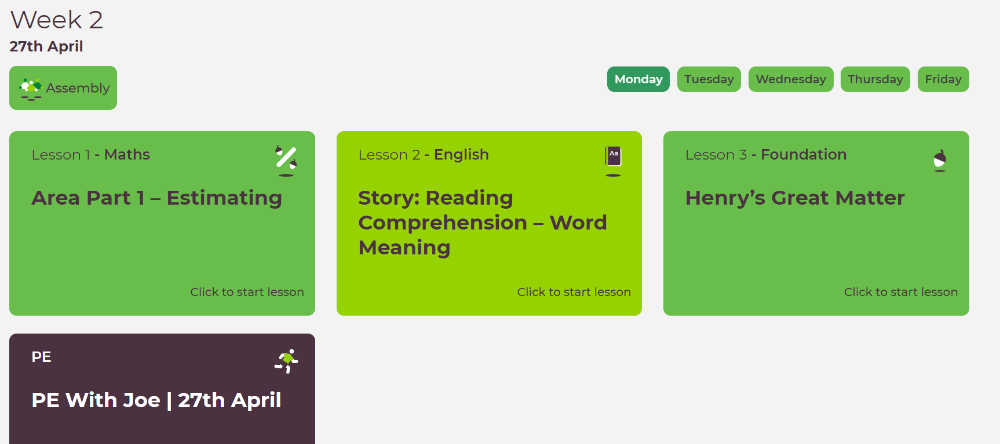 Week 2
27th April
Assembly
Monday Tuesday Wednesday Thursday Friday
Lesson 1 - Maths
Area Part 1 – Estimating
Click to start lesson
Lesson 2 - English
Aa
Story: Reading
Comprehension – Word
Meaning
Click to start lesson
Lesson 3 - Foundation
Henry’s Great Matter
Click to start lesson
PE
PE With Joe | 27th April